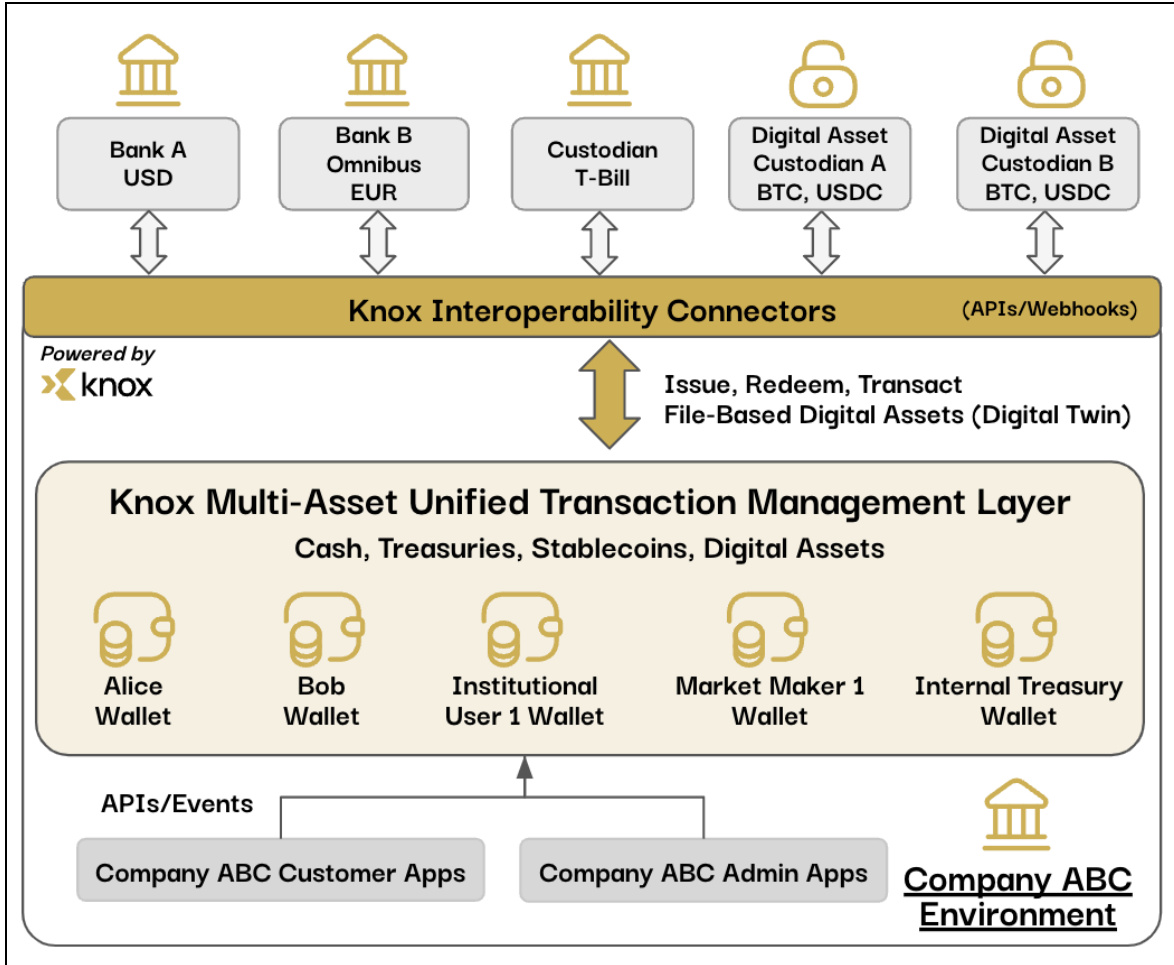 Bank A
USD
Bank B
Omnibus
EUR
Custodian
T-Bill
Digital Asset
Custodian A
BTC, USDC
Digital Asset
Custodian B
BTC, USDC
Knox Interoperability Connectors
(APIs/Webhooks)
Powered by
knox
Issue, Redeem, Transact
File-Based Digital Assets (Digital Twin)
Knox Multi-Asset Unified Transaction Management Layer
Cash, Treasuries, Stablecoins, Digital Assets
Alice
Wallet
Bob
Wallet
Institutional
User 1 Wallet
Market Maker 1
Wallet
Internal Treasury
Wallet
APIs/Events
Company ABC Customer Apps
Company ABC Admin Apps
Company ABC
Environment